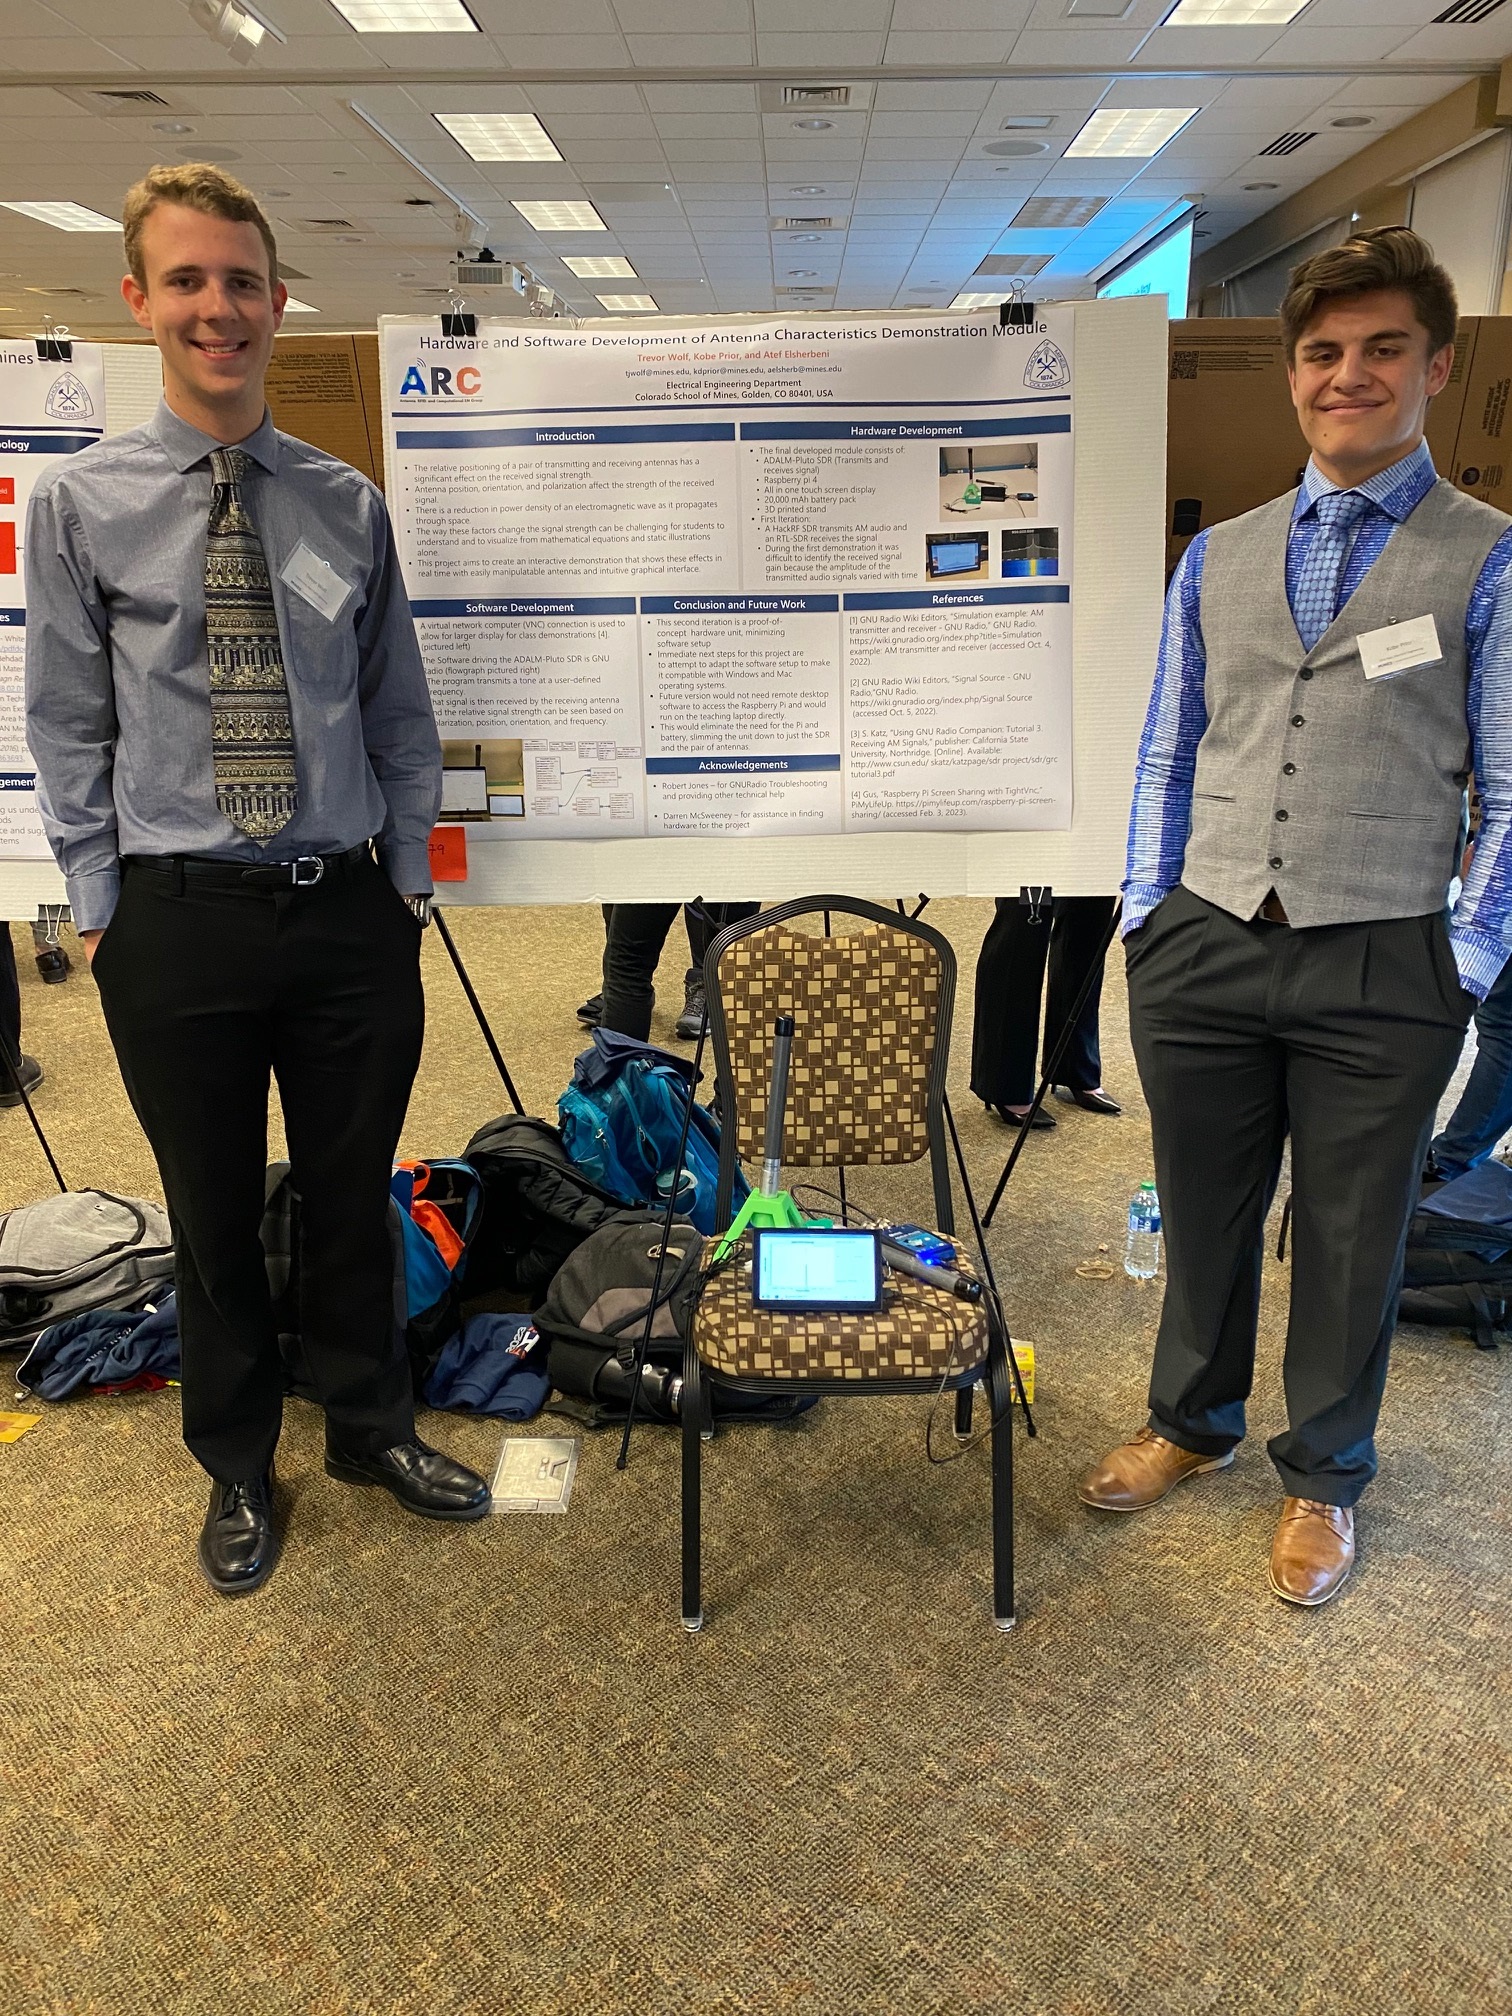 Hardware and Software Development of Antenna Characteristics Demonstration Module
Trevor Wolf, Kobe Prior, and Atef Elsherbeni
tjwolf@mines.edu, kdprior@mines.edu, aelsherb@mines.edu
Electrical Engineering Department
Colorado School of Mines, Golden, CO 80401, USA
ARC
Antenna, RFID and Computational EM Group
1874
COLORADO
Introduction
• The relative positioning of a pair of transmitting and receiving antennas has a
significant effect on the received signal strength.
• Antenna position, orientation, and polarization affect the strength of the received
signal.
• There is a reduction in power density of an electromagnetic wave as it propagates
through space.
• The way these factors change the signal strength can be challenging for students to
understand and to visualize from mathematical equations and static illustrations
alone.
• This project aims to create an interactive demonstration that shows these effects in
real time with easily manipulatable antennas and intuitive graphical interface.
Hardware Development
• The final developed module consists of:
• ADALM-Pluto SDR (Transmits and
receives signal)
• Raspberry pi 4
• All in one touch screen display
• 20,000 mAh battery pack
• 3D printed stand
• First Iteration:
• A HackRF SDR transmits AM audio and
an RTL-SDR receives the signal
• During the first demonstration it was
difficult to identify the received signal
gain because the amplitude of the
transmitted audio signals varied with time
Software Development
A virtual network computer (VNC) connection is used to
allow for larger display for class demonstrations [4].
(pictured left)
The Software driving the ADALM-Pluto SDR is GNU
Radio (flowgraph pictured right)
The program transmits a tone at a user-defined
frequency.
hat signal is then received by the receiving antenna
nd the relative signal strength can be seen based on
olarization, position, orientation, and frequency.
Conclusion and Future Work
• This second iteration is a proof-of-
concept hardware unit, minimizing
software setup
• Immediate next steps for this project are
to attempt to adapt the software setup to make
it compatible with Windows and Mac
operating systems.
• Future version would not need remote desktop
software to access the Raspberry Pi and would
run on the teaching laptop directly.
• This would eliminate the need for the Pi and
battery, slimming the unit down to just the SDR
and the pair of antennas.
Acknowledgements
• Robert Jones – for GNURadio Troubleshooting
and providing other technical help
• Darren McSweeney – for assistance in finding
hardware for the project
References
[1] GNU Radio Wiki Editors, "Simulation example: AM
transmitter and receiver - GNU Radio," GNU Radio.
https://wiki.gnuradio.org/index.php?title=Simulation
example: AM transmitter and receiver (accessed Oct. 4,
2022).
[2] GNU Radio Wiki Editors, "Signal Source - GNU
Radio,"GNU Radio.
https://wiki.gnuradio.org/index.php/Signal Source
(accessed Oct. 5, 2022).
[3] S. Katz, "Using GNU Radio Companion: Tutorial 3.
Receiving AM Signals," publisher: California State
University, Northridge. [Online]. Available:
http://www.csun.edu/ skatz/katzpage/sdr project/sdr/grc
tutorial3.pdf
[4] Gus, "Raspberry Pi Screen Sharing with TightVnc,"
PiMyLifeUp. https://pimylifeup.com/raspberry-pi-screen-
sharing/ (accessed Feb. 3, 2023).
79
mines
1874